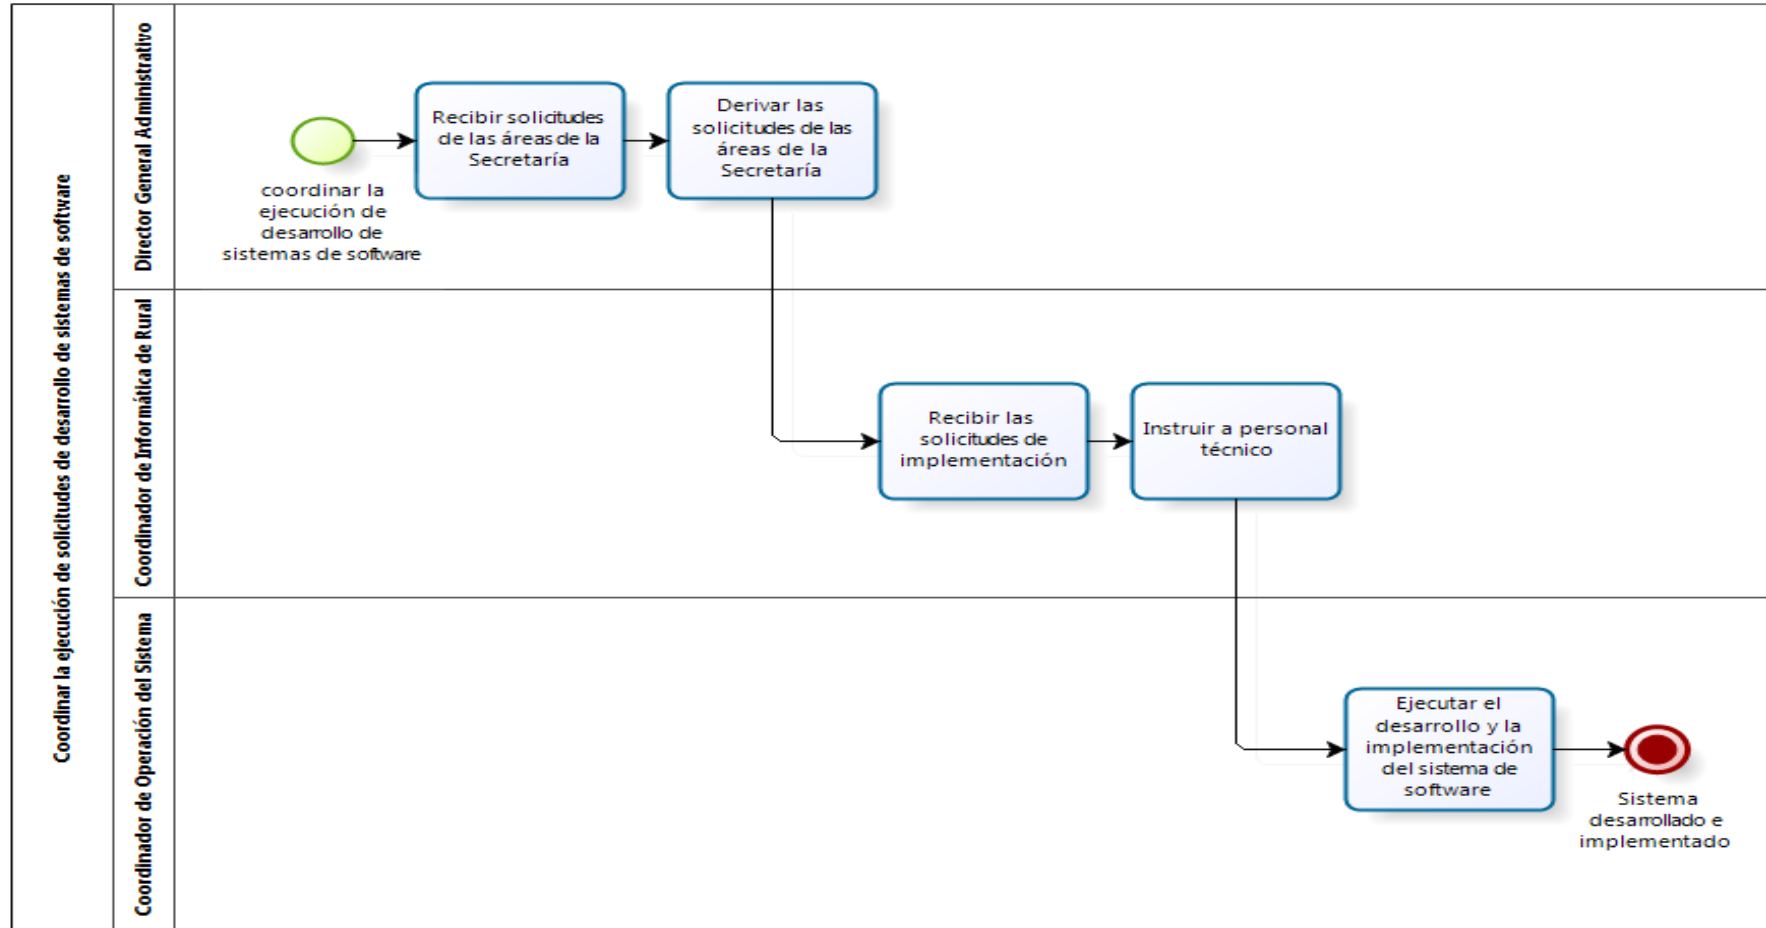 Coordinar la ejecución de solicitudes de desarrollo de sistemas de software
Director General Administrativo
coordinar la
ejecución de
desarrollo de
sistemas de software
Recibir solicitudes
de las áreas de la
Secretaría
Derivar las
solicitudes de las
áreas de la
Secretaría
Coordinador de Informática de Rural
Recibir las
solicitudes de
implementación
Instruir a personal
técnico
Coordinador de Operación del Sistema
Ejecutar el
desarrollo y la
implementación
del sistema de
software
Sistema
desarrollado e
implementado